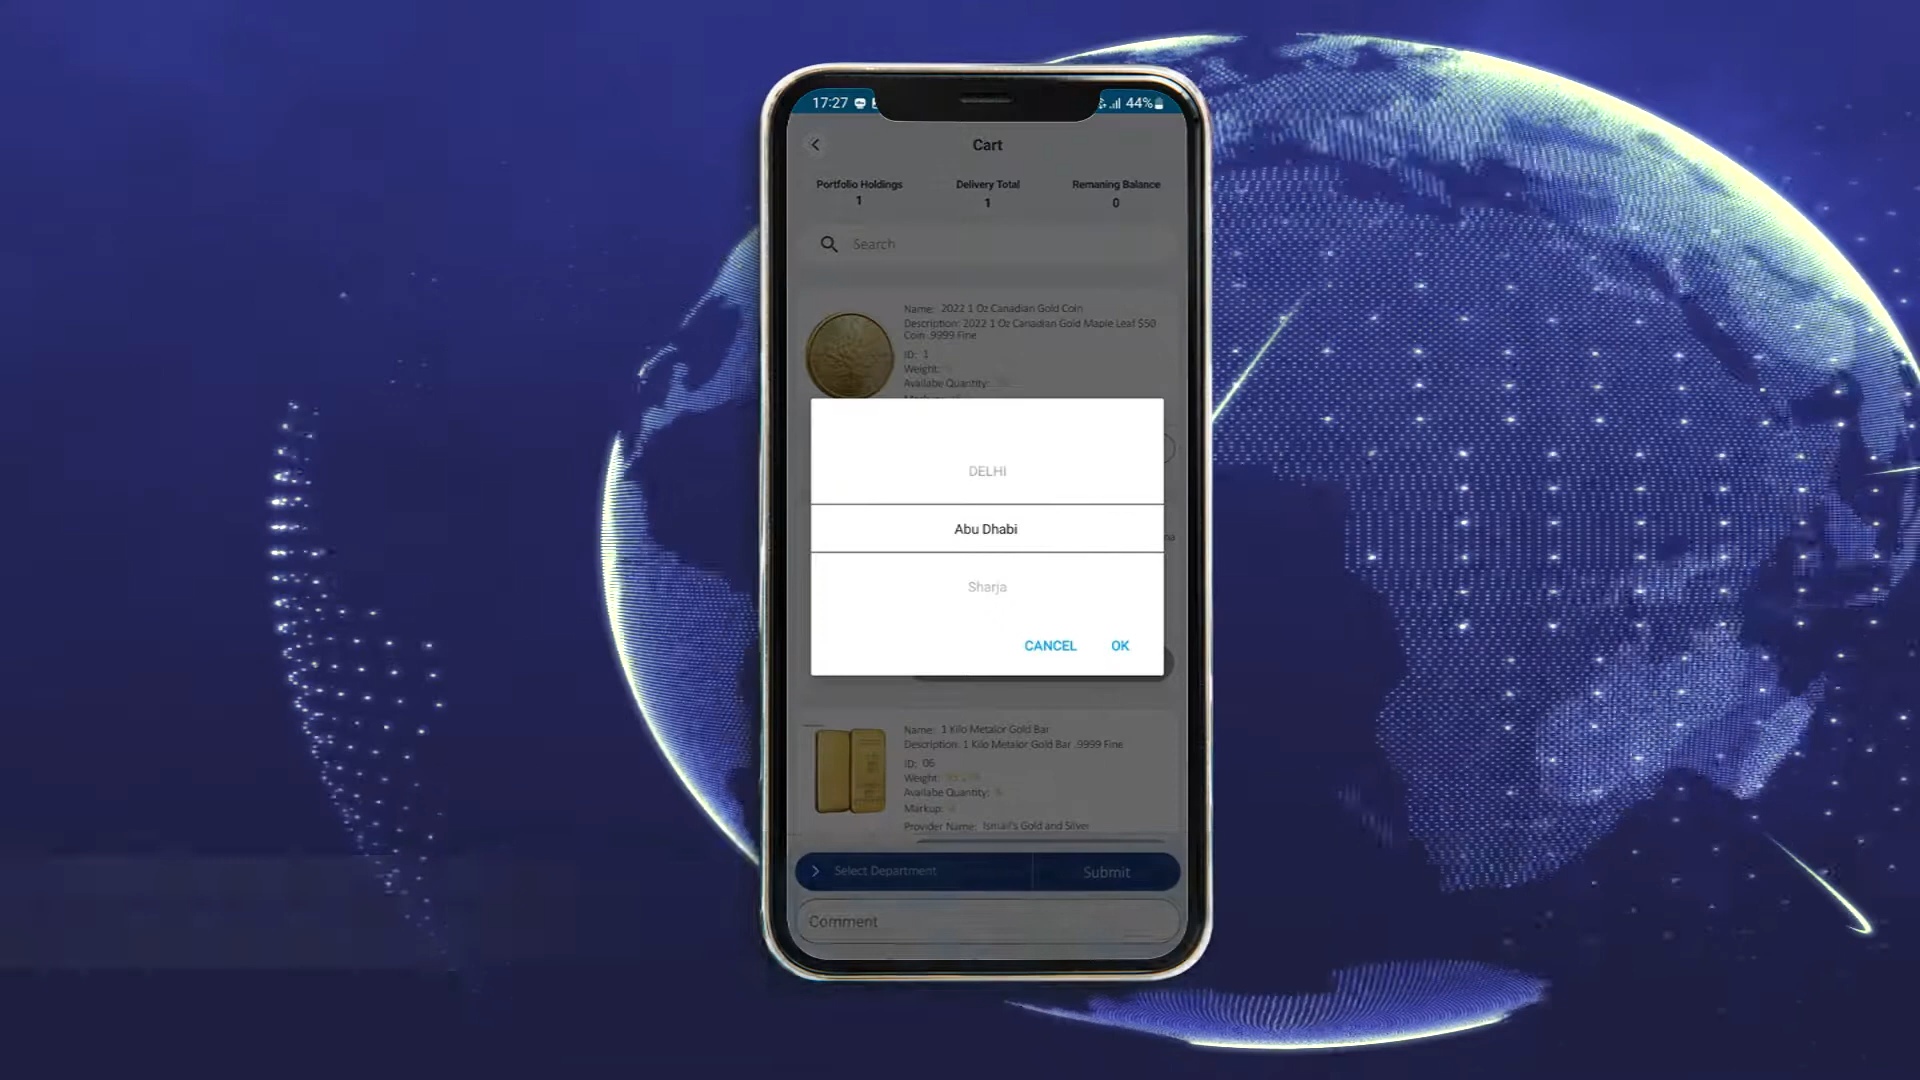 17:27
44%
Cart
Portfolio Holdings
1
Delivery Total
1
Remaning Balance
0
Search
Name: 2022 1 Oz Canadian Gold Coin
Description: 2022 1 Oz Canadian Gold Maple Leaf $50
Coin .9999 Fine
ID: 1
Weight:
Availabe Quantity:
DELHI
Abu Dhabi
Sharja
CANCEL
OK
Name: 1 Kilo Metalor Gold Bar
Description: 1 Kilo Metalor Gold Bar .9999 Fine
ID: 06
Weight:
Availabe Quantity:
Markup:
Provider Name: Ismail's Gold and Silver
Select Department
Submit
Comment